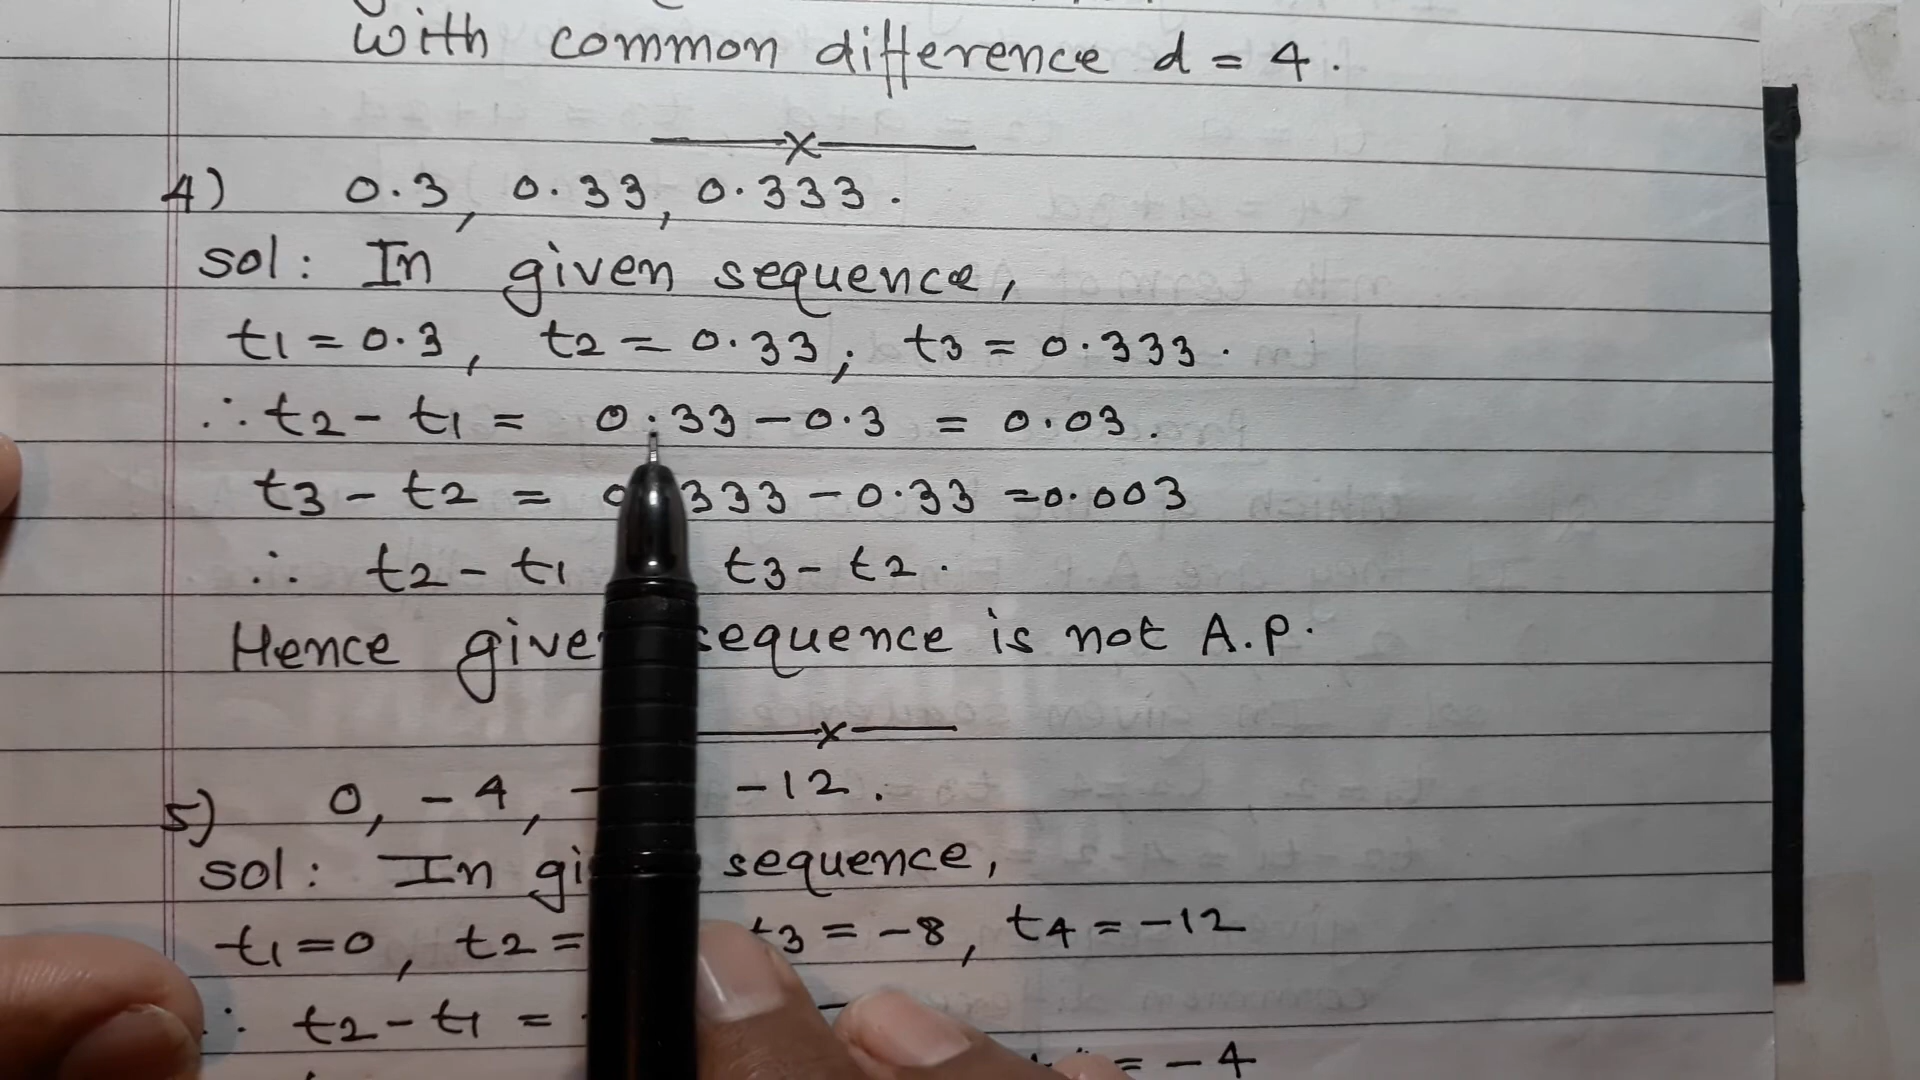 with common difference d = 4.
4) 0.3, 0.33, 0.333.
sol: In given sequence,
t1 = 0.3, t2 = 0.33, t3 = 0.333.
∴ t2 - t1 = 0.33 - 0.3 = 0.03.
t3 - t2 = 333 - 0.33 = 0.003
∴ t2 - t1 t3 - t2.
Hence sequence is not A.P.
5) 0, -4, - -12.
sol: In sequence,
t1 = 0, t2 = t3 = -8, t4 = -12
∴ t2 - t1 =
= -4